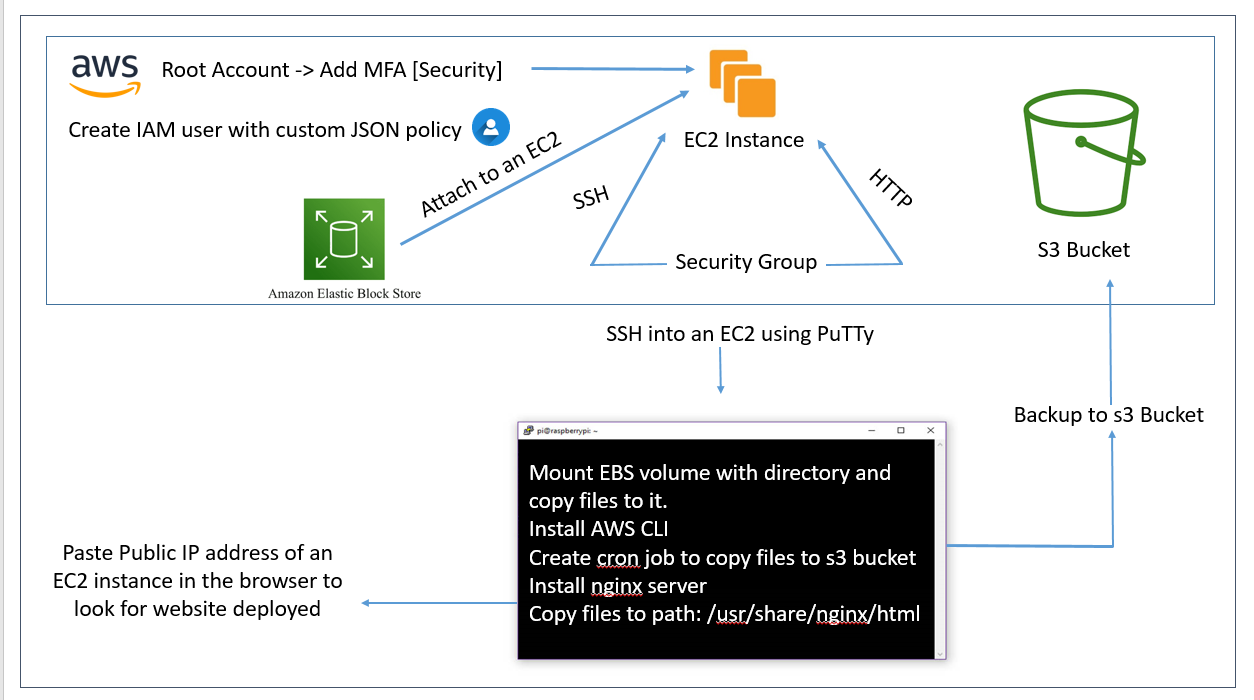 aws
Root Account -> Add MFA [Security]
Create IAM user with custom JSON policy
EC2 Instance
Attach to an EC2
SSH
HTTP
Security Group
Amazon Elastic Block Store
S3 Bucket
SSH into an EC2 using PuTTy
Backup to s3 Bucket
pi@raspberrypi: ~
Mount EBS volume with directory and
copy files to it.
Install AWS CLI
Create cron job to copy files to s3 bucket
Install nginx server
Copy files to path: /usr/share/nginx/html
Paste Public IP address of an
EC2 instance in the browser to
look for website deployed